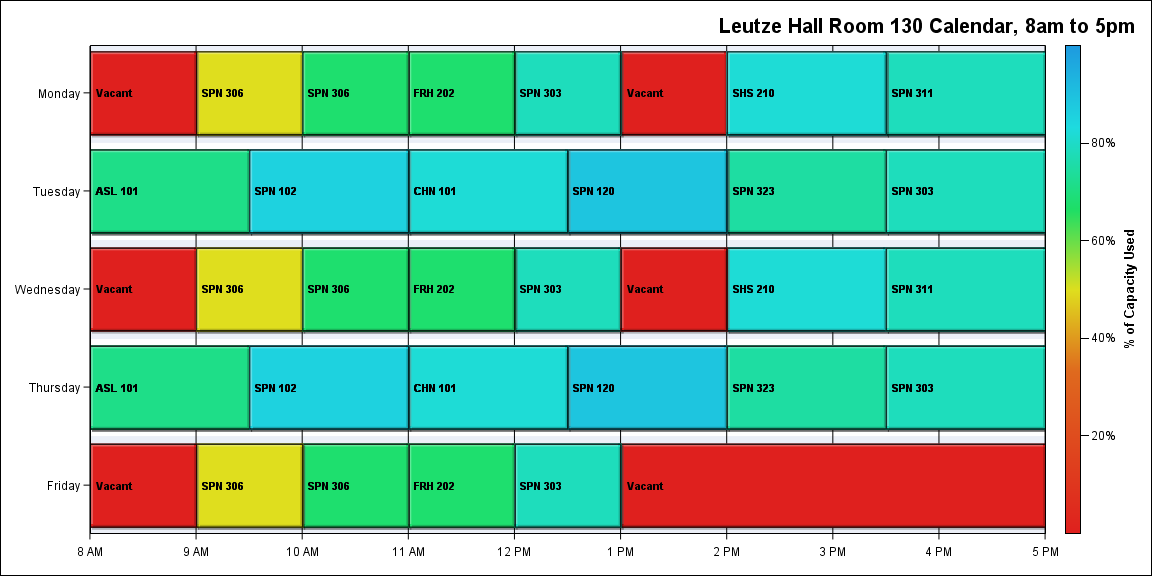 Leutze Hall Room 130 Calendar, 8am to 5pm
Monday
Vacant
SPN 306
SPN 306
FRH 202
SPN 303
Vacant
SHS 210
SPN 311
Tuesday
ASL 101
SPN 102
CHN 101
SPN 120
SPN 323
SPN 303
Wednesday
Vacant
SPN 306
SPN 306
FRH 202
SPN 303
Vacant
SHS 210
SPN 311
Thursday
ASL 101
SPN 102
CHN 101
SPN 120
SPN 323
SPN 303
Friday
Vacant
SPN 306
SPN 306
FRH 202
SPN 303
Vacant
8 AM
9 AM
10 AM
11 AM
12 PM
1 PM
2 PM
3 PM
4 PM
5 PM
80%
60%
40%
20%
% of Capacity Used